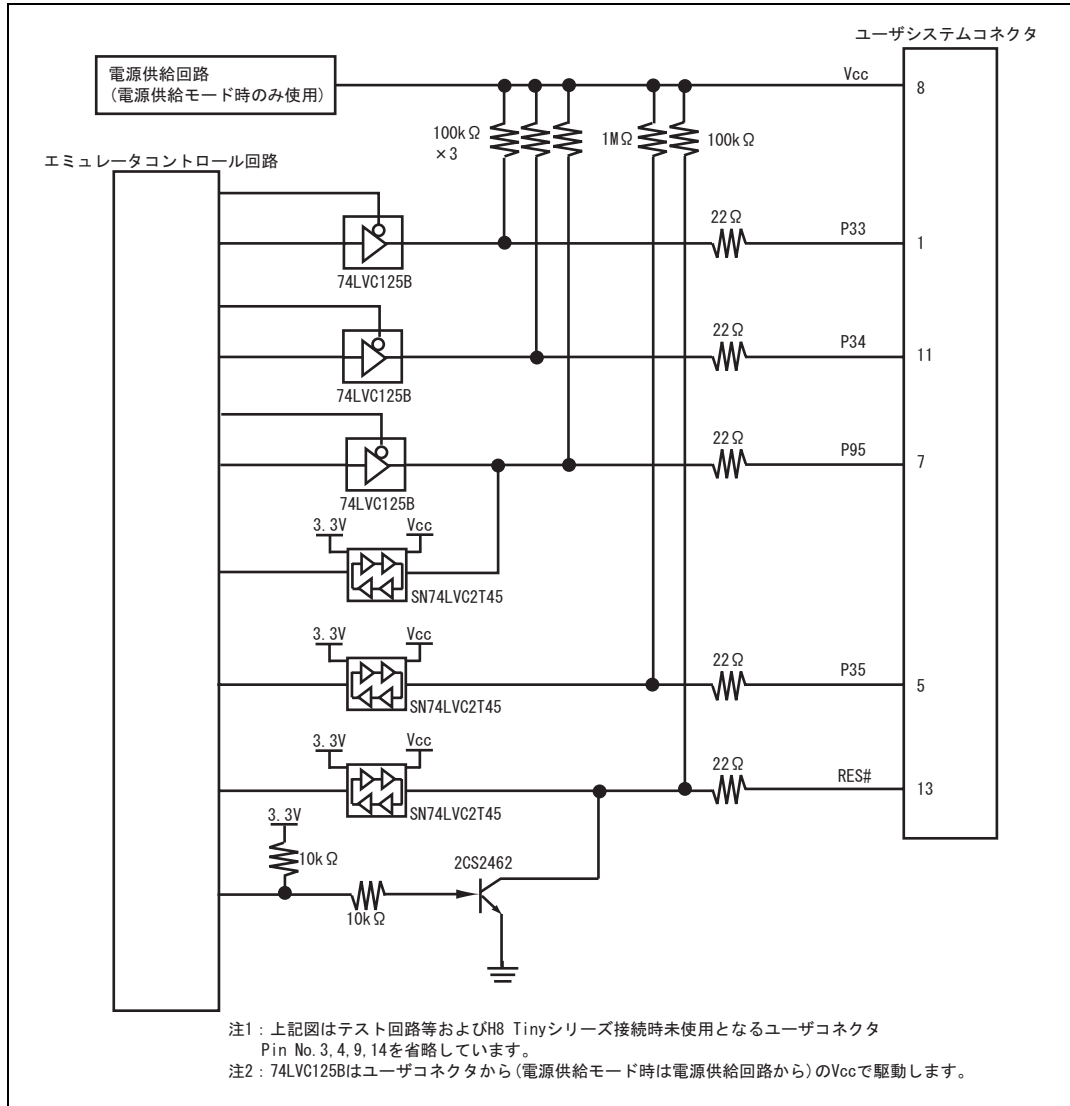 ユーザシステムコネクタ
電源供給回路
(電源供給モード時のみ使用)
Vcc
8
100kΩ
×3
1MΩ
100kΩ
エミュレータコントロール回路
22Ω
P33
1
74LVC125B
22Ω
P34
11
74LVC125B
22Ω
P95
7
74LVC125B
3.3V
Vcc
SN74LVC2T45
3.3V
Vcc
22Ω
P35
5
SN74LVC2T45
3.3V
Vcc
22Ω
RES#
13
SN74LVC2T45
3.3V
10kΩ
2CS2462
10kΩ
注1：上記図はテスト回路等およびH8 Tinyシリーズ接続時未使用となるユーザコネクタ
Pin No.3,4,9,14を省略しています。
注2：74LVC125Bはユーザコネクタから(電源供給モード時は電源供給回路から)のVccで駆動します。